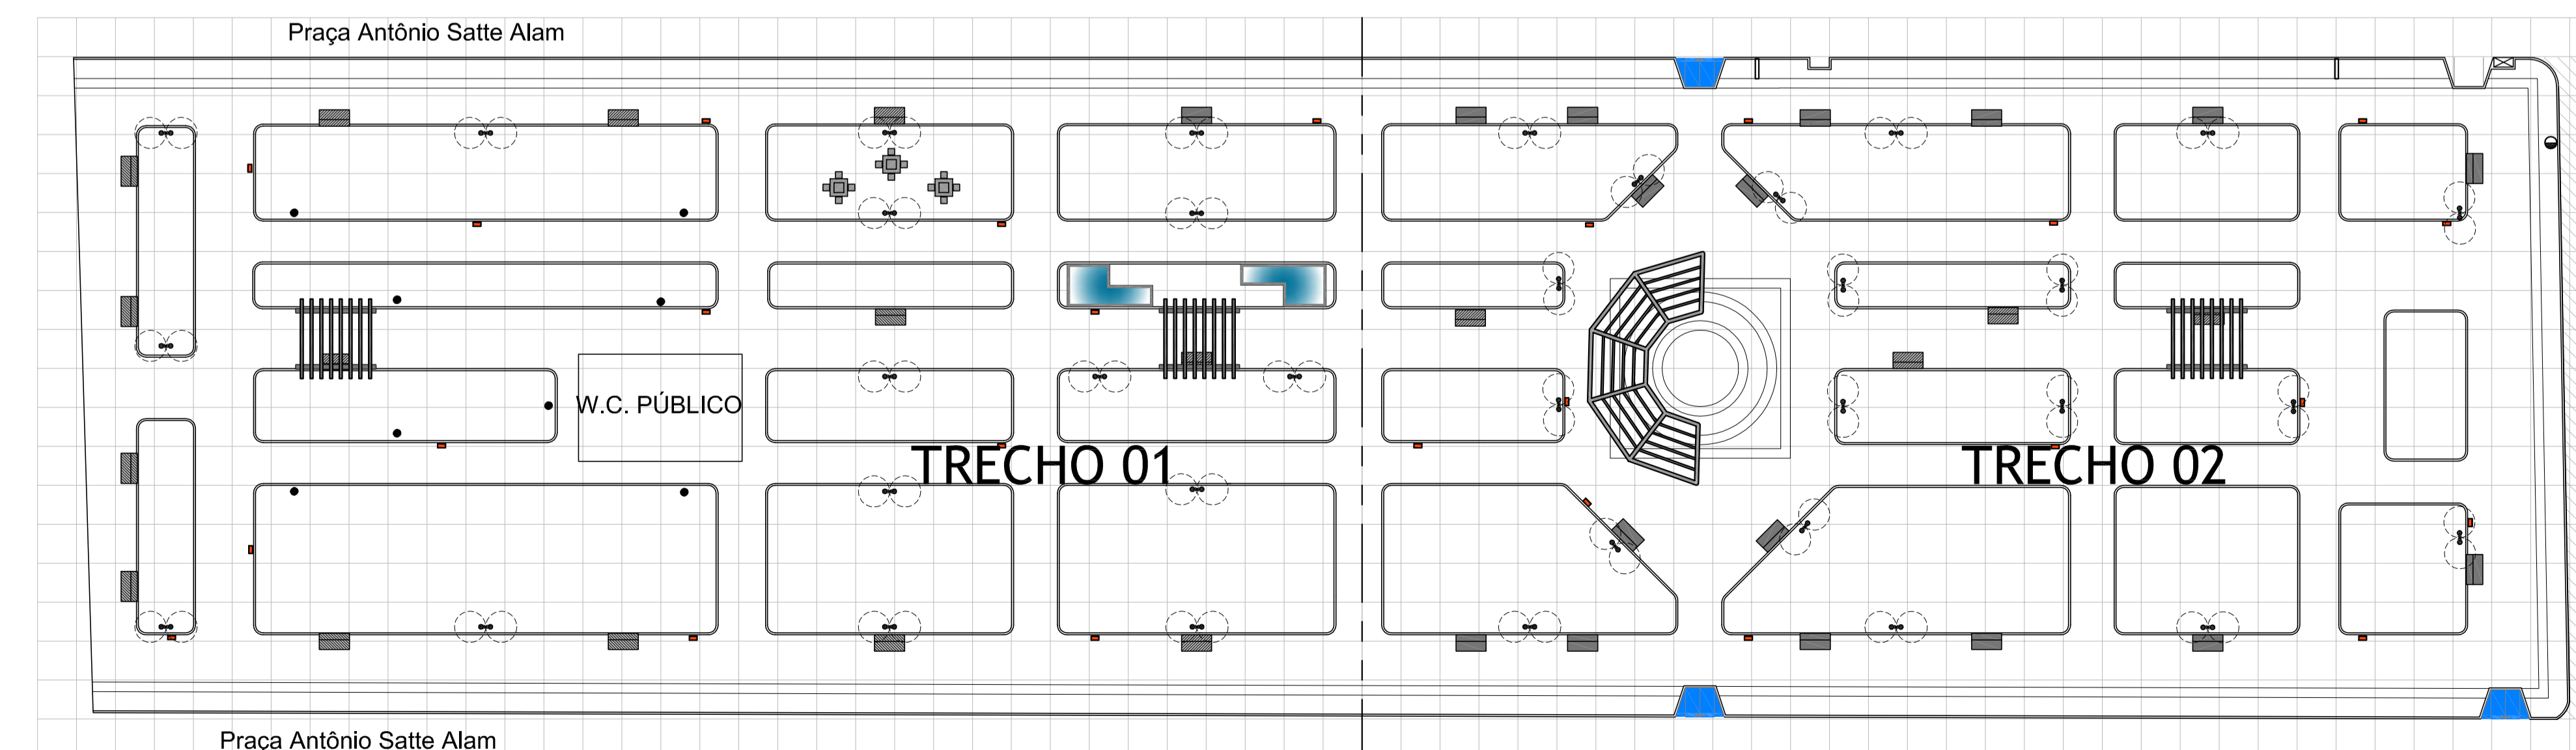 Praça Antônio Satte Alam
W.C. PÚBLICO
TRECHO 01
TRECHO 02
Praça Antônio Satte Alam